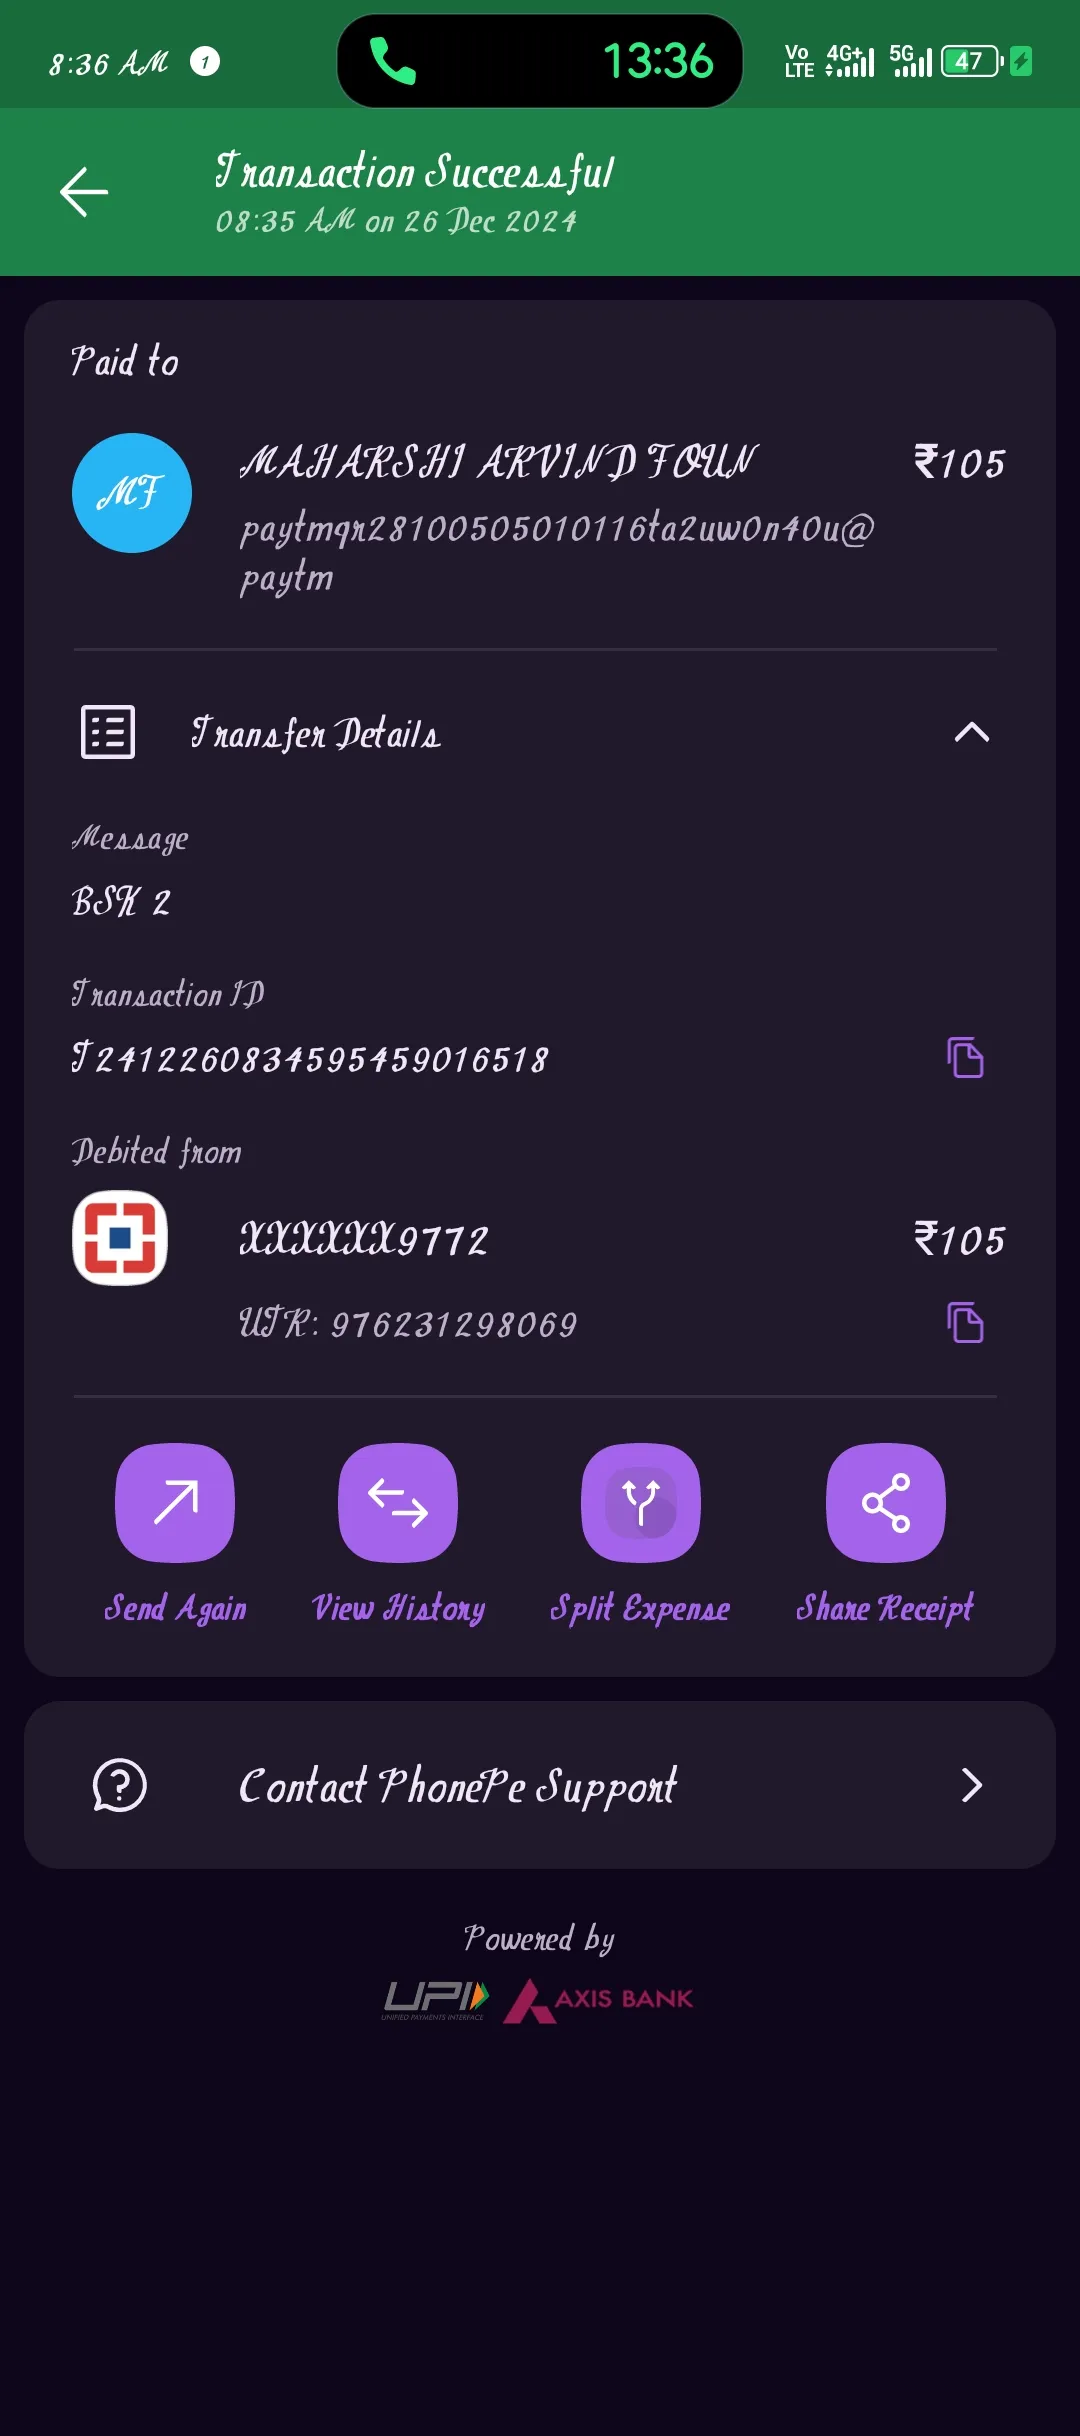 8:36 AM 1 13:36 Vo LTE 4G+ 5G 47
Transaction Successful
08:35 AM on 26 Dec 2024
Paid to
MF MAHARSHI ARVIND FOUN ₹105
paytmqr28100505010116ta2uw0n40u@
paytm
Transfer Details
Message
BSK 2
Transaction ID
T2412260834595459016518
Debited from
XXXXXX9772 ₹105
UTR: 976231298069
Send Again View History Split Expense Share Receipt
Contact PhonePe Support
Powered by
UPI AXIS BANK
UNIFIED PAYMENTS INTERFACE